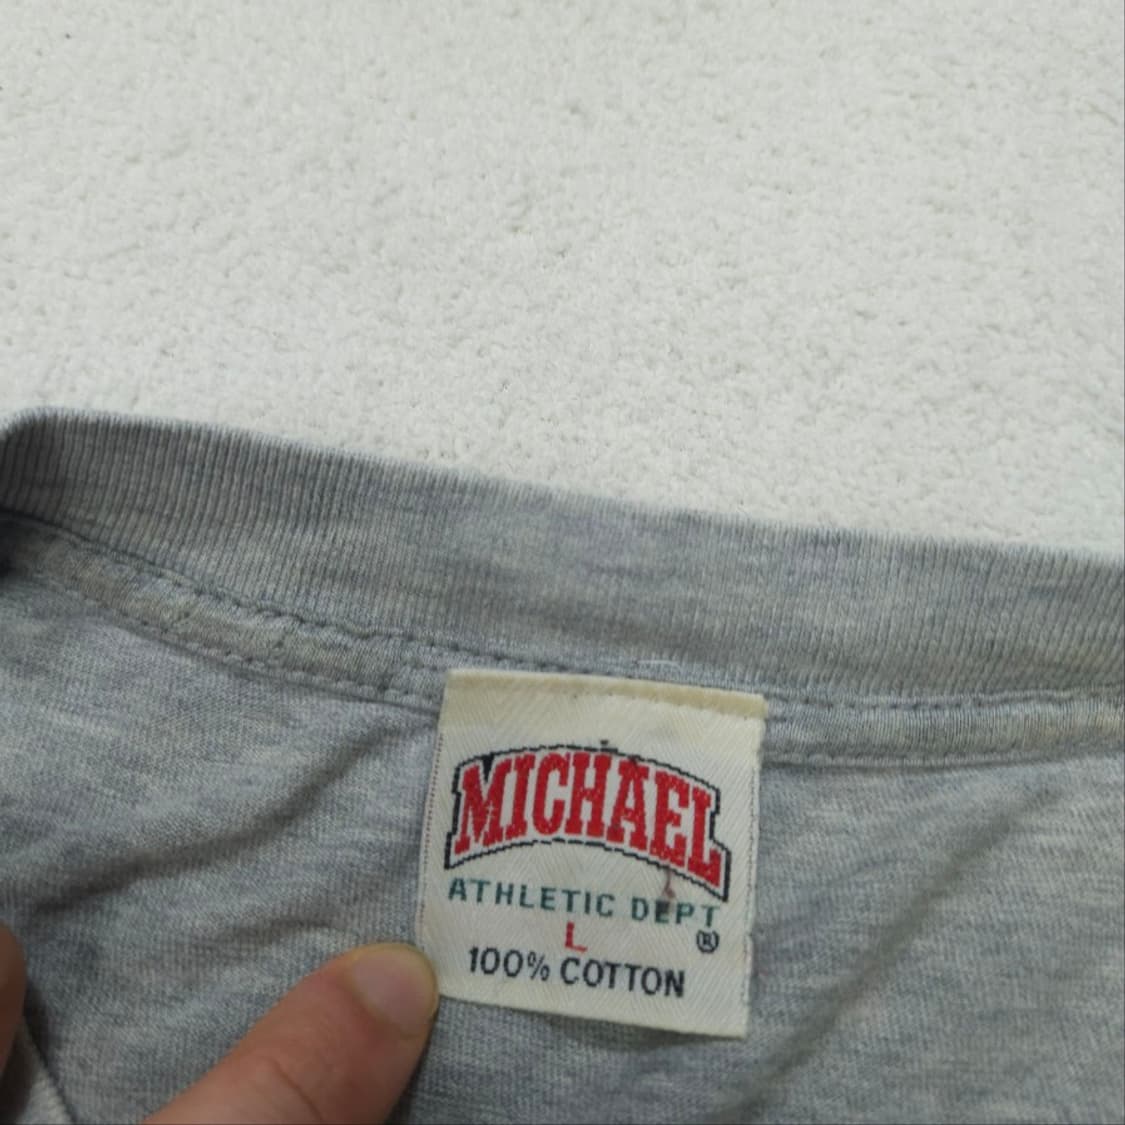 MICHAEL
ATHLETIC DEPT
L
®
100% COTTON